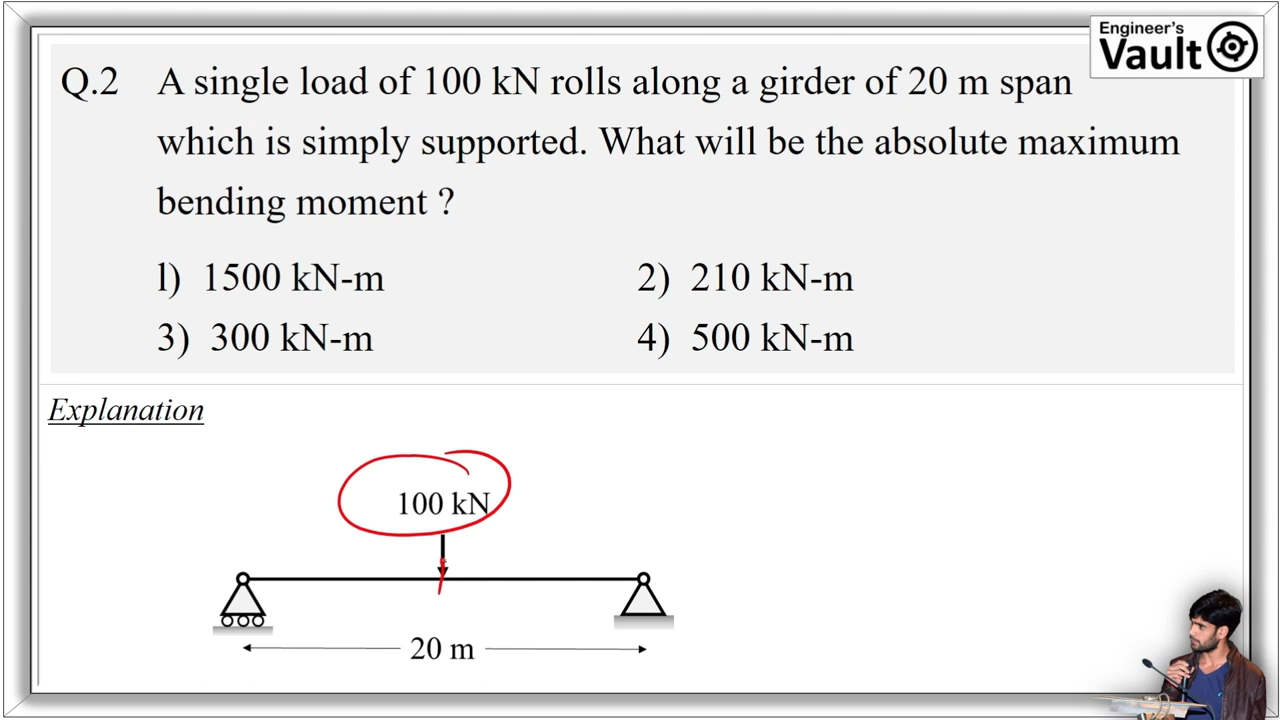 Engineer's
Vault
Q.2 A single load of 100 kN rolls along a girder of 20 m span
which is simply supported. What will be the absolute maximum
bending moment ?
l) 1500 kN-m 2) 210 kN-m
3) 300 kN-m 4) 500 kN-m
Explanation
100 kN
20 m